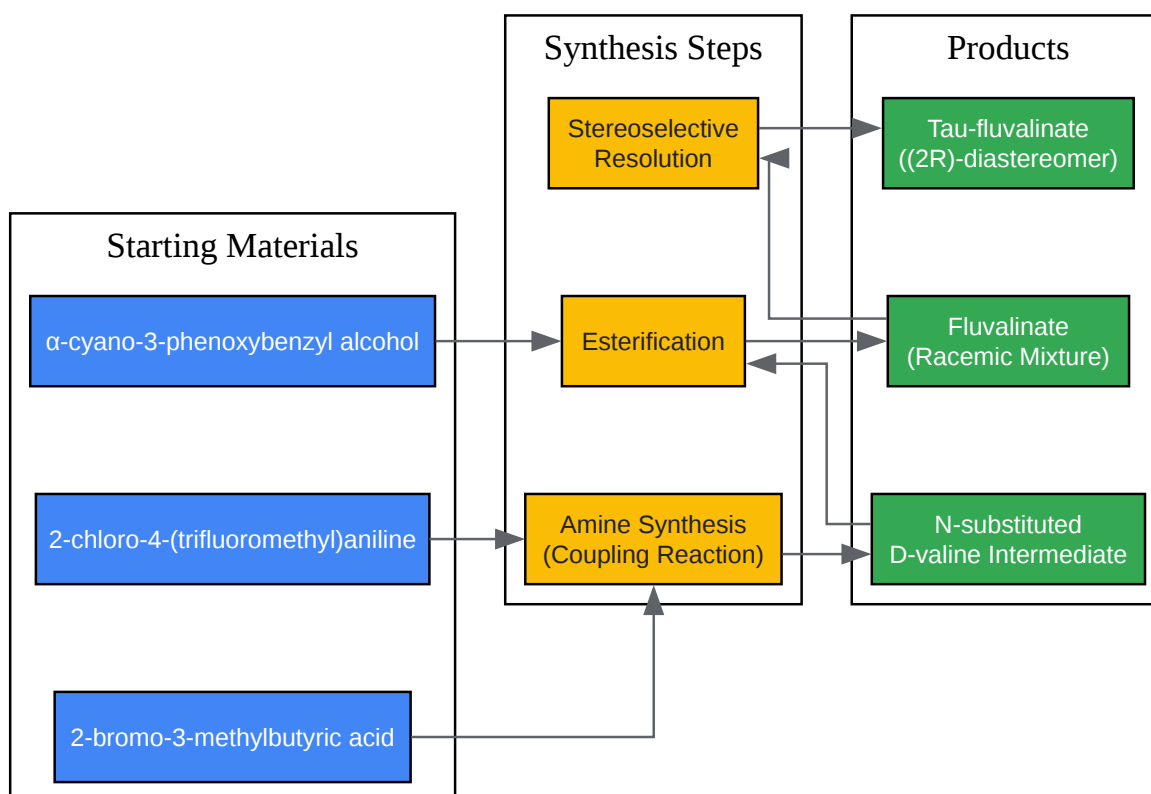 Synthesis Steps
Products
Stereoselective
Resolution
Tau-fluvalinate
((2R)-diastereomer)
Starting Materials
α-cyano-3-phenoxybenzyl alcohol
Esterification
Fluvalinate
(Racemic Mixture)
2-chloro-4-(trifluoromethyl)aniline
Amine Synthesis
(Coupling Reaction)
N-substituted
D-valine Intermediate
2-bromo-3-methylbutyric acid